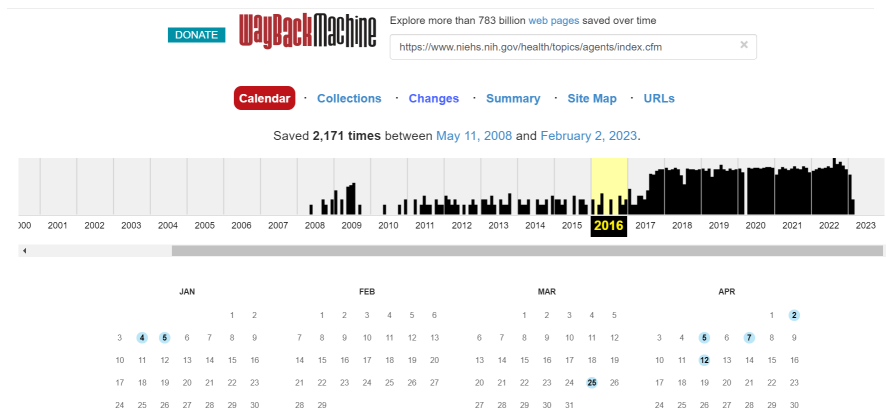 Explore more than 783 billion web pages saved over time
DONATE
WayBackMachine
https://www.niehs.nih.gov/health/topics/agents/index.cfm ×
Calendar · Collections · Changes · Summary · Site Map · URLs
Saved 2,171 times between May 11, 2008 and February 2, 2023.
00 2001 2002 2003 2004 2005 2006 2007 2008 2009 2010 2011 2012 2013 2014 2015 2016 2017 2018 2019 2020 2021 2022 2023
JAN FEB MAR APR
1 2 1 2 3 4 5 6 1 2 3 4 5 1 2
3 4 5 6 7 8 9 7 8 9 10 11 12 13 6 7 8 9 10 11 12 3 4 5 6 7 8 9
10 11 12 13 14 15 16 14 15 16 17 18 19 20 13 14 15 16 17 18 19 10 11 12 13 14 15 16
17 18 19 20 21 22 23 21 22 23 24 25 26 27 20 21 22 23 24 25 26 17 18 19 20 21 22 23
24 25 26 27 28 29 30 28 29 27 28 29 30 31 24 25 26 27 28 29 30